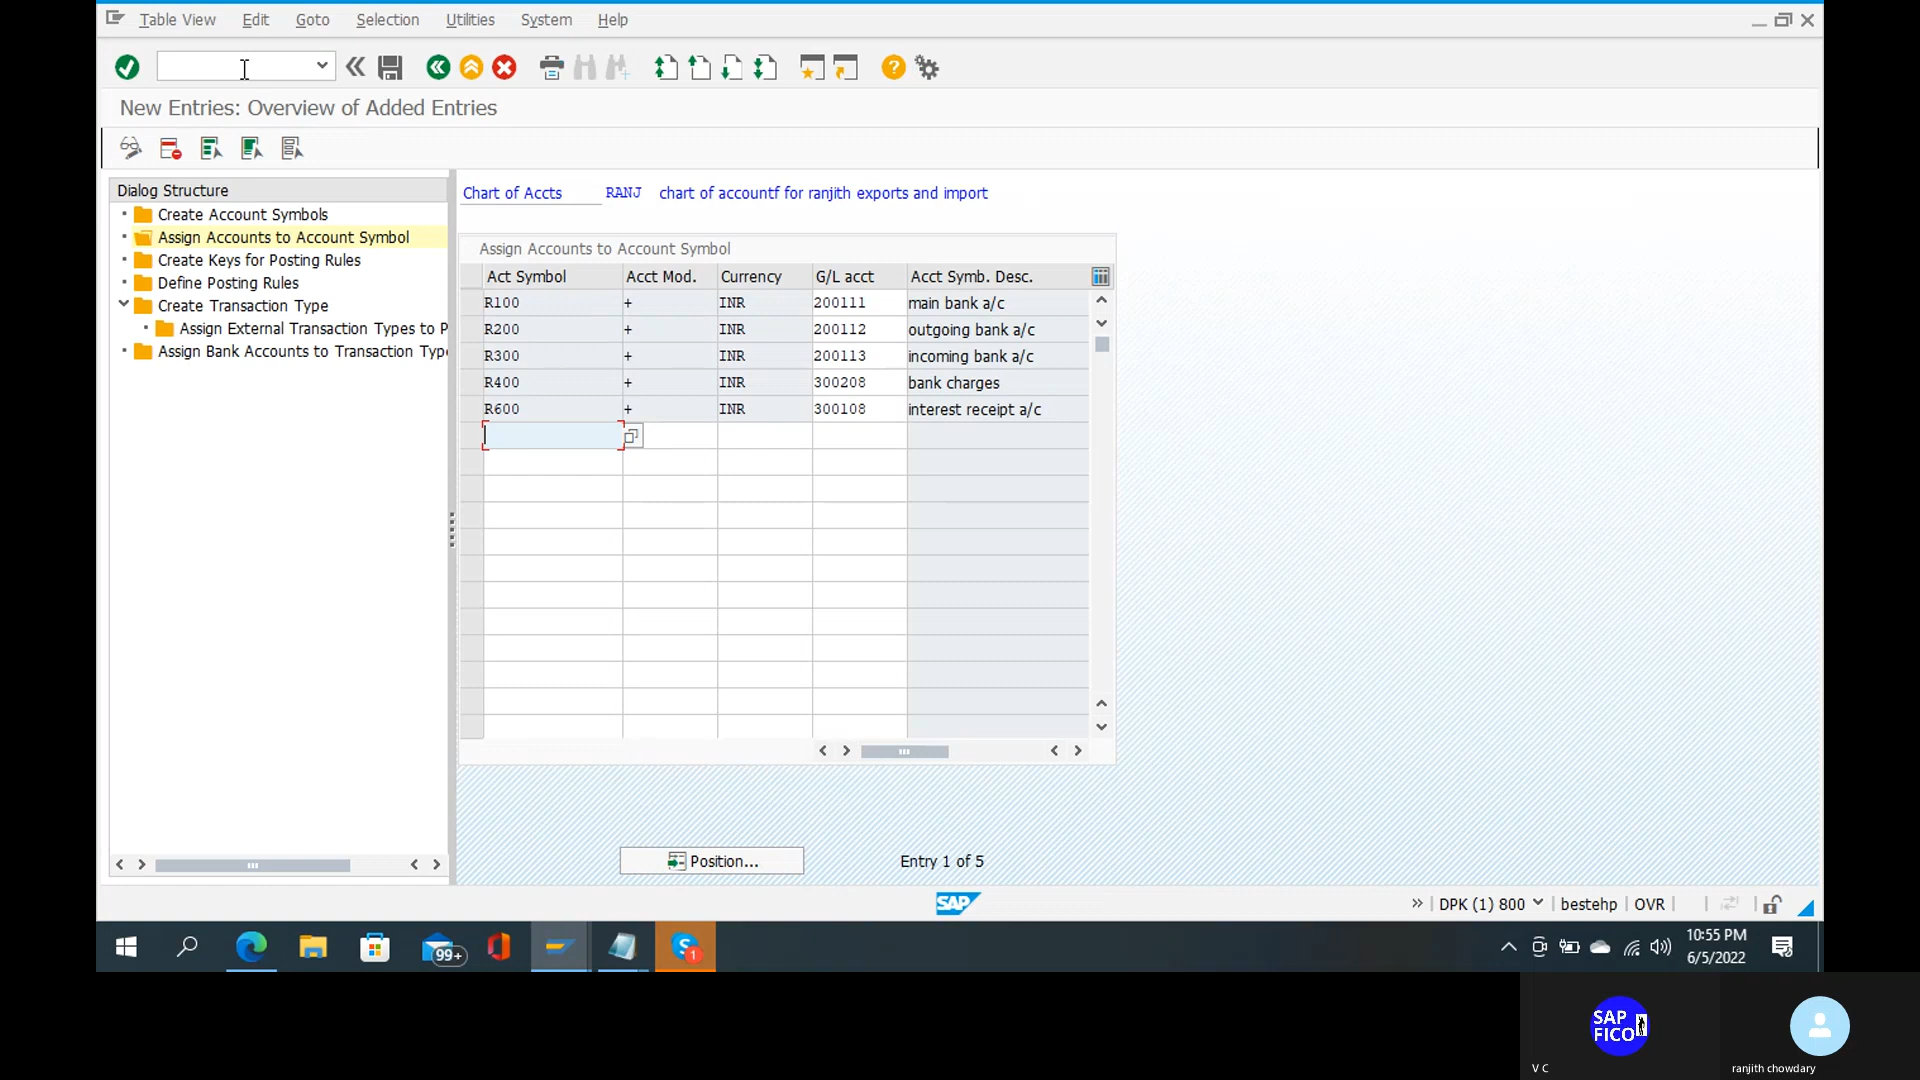 Table View Edit Goto Selection Utilities System Help
New Entries: Overview of Added Entries
Dialog Structure
Create Account Symbols
Assign Accounts to Account Symbol
Create Keys for Posting Rules
Define Posting Rules
Create Transaction Type
Assign External Transaction Types to P
Assign Bank Accounts to Transaction Type
Chart of Accts RANJ chart of accountf for ranjith exports and import
Assign Accounts to Account Symbol
Act Symbol Acct Mod. Currency G/L acct Acct Symb. Desc.
R100 + INR 200111 main bank a/c
R200 + INR 200112 outgoing bank a/c
R300 + INR 200113 incoming bank a/c
R400 + INR 300208 bank charges
R600 + INR 300108 interest receipt a/c
Position... Entry 1 of 5
SAP
DPK (1) 800 bestehp OVR
99+
1
10:55 PM
6/5/2022
SAP
FICO
V C
ranjith chowdary